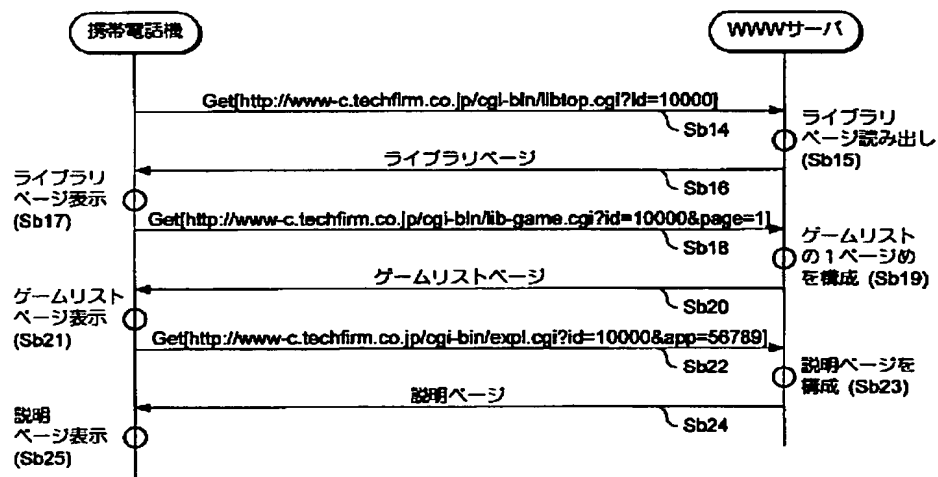 携帯電話機
WWWサーバ
Get[http://www-c.techfirm.co.jp/cgi-bin/libtop.cgi?id=10000]
Sb14
ライブラリ
ページ読み出し
(Sb15)
ライブラリページ
Sb16
ライブラリ
ページ表示
(Sb17)
Get[http://www-c.techfirm.co.jp/cgi-bin/lib-game.cgi?id=10000&page=1]
Sb18
ゲームリスト
の1ページめ
を構成 (Sb19)
ゲームリストページ
Sb20
ゲームリスト
ページ表示
(Sb21)
Get[http://www-c.techfirm.co.jp/cgi-bin/expl.cgi?id=10000&app=56789]
Sb22
説明ページを
構成 (Sb23)
説明ページ
Sb24
説明
ページ表示
(Sb25)